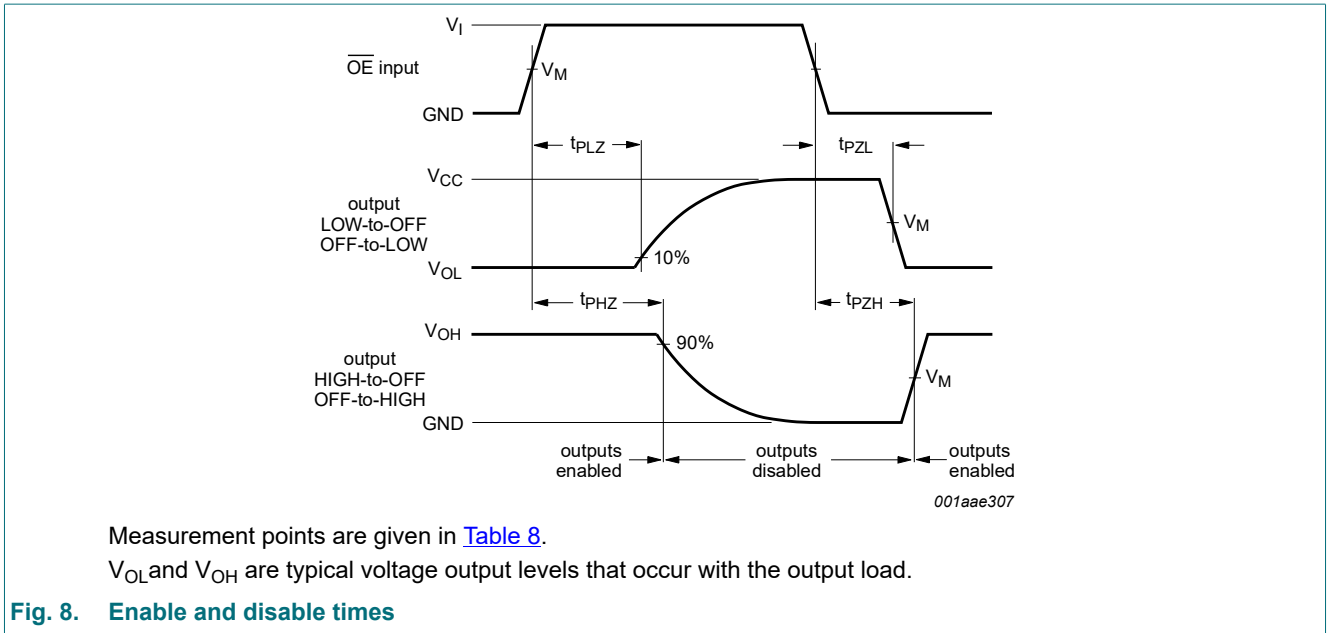 V_I
OE input
V_M
GND
t_PLZ
t_PZL
V_CC
output
LOW-to-OFF
OFF-to-LOW
V_M
10%
V_OL
t_PHZ
t_PZH
V_OH
90%
output
HIGH-to-OFF
OFF-to-HIGH
V_M
GND
outputs
enabled
outputs
disabled
outputs
enabled
001aae307
Measurement points are given in Table 8.
V_OLand V_OH are typical voltage output levels that occur with the output load.
Fig. 8. Enable and disable times